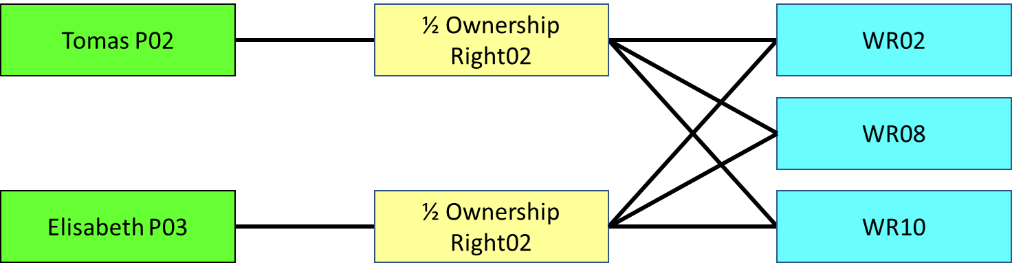 Tomas P02
½ Ownership
Right02
WR02
WR08
Elisabeth P03
½ Ownership
Right02
WR10